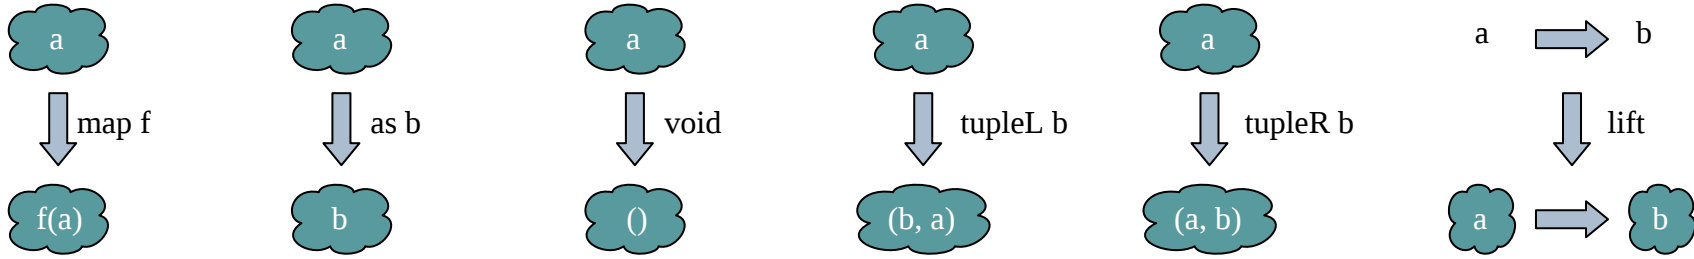 a a a a a a b
map f as b void tupleL b tupleR b lift
f(a) b () (b, a) (a, b) a b